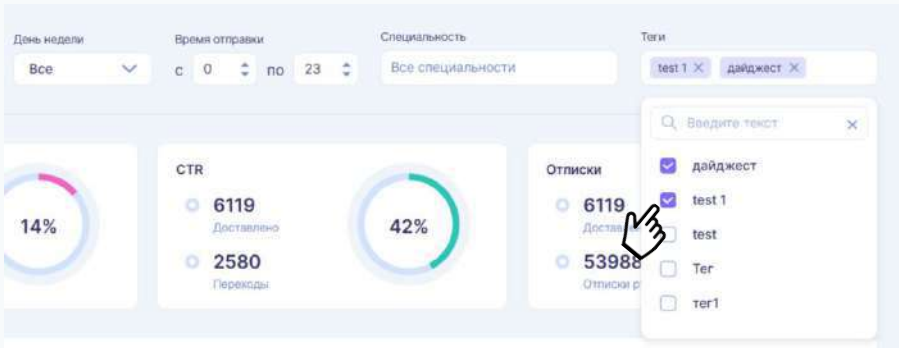 День недели
Все
Время отправки
с 0 по 23
Специальность
Все специальности
Теги
test 1 дайджест
Введите текст
дайджест
test 1
test
Тег
тег1
14%
CTR
6119
Доставлено
2580
Переходы
42%
Отписки
6119
53988
Отписки